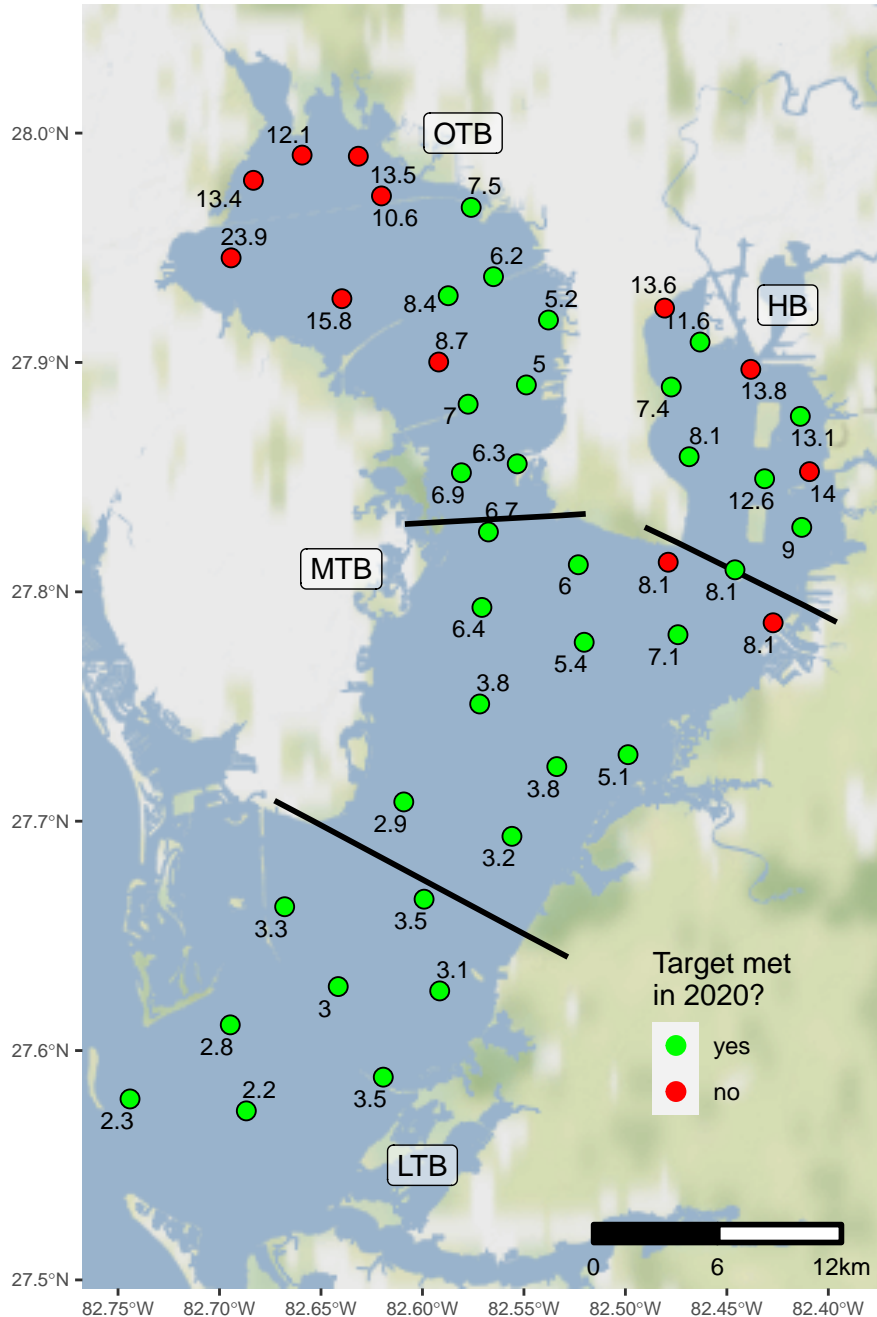 28.0°N
27.9°N
27.8°N
27.7°N
27.6°N
27.5°N
OTB
12.1
13.5
13.4
10.6
7.5
23.9
6.2
8.4
5.2
15.8
8.7
5
7
6.3
6.9
6.7
13.6
HB
11.6
13.8
7.4
13.1
8.1
12.6
14
9
MTB
6
8.1
8.1
8.1
6.4
5.4
7.1
3.8
3.8
5.1
2.9
3.2
3.3
3.5
3.1
3
2.8
2.3
2.2
3.5
LTB
Target met
in 2020?
yes
no
0 6 12km
82.75°W 82.70°W 82.65°W 82.60°W 82.55°W 82.50°W 82.45°W 82.40°W